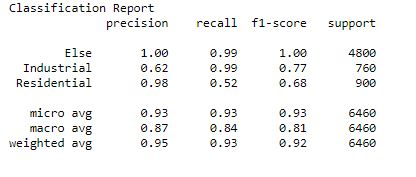 Classification Report
precision recall f1-score support
Else 1.00 0.99 1.00 4800
Industrial 0.62 0.99 0.77 760
Residential 0.98 0.52 0.68 900
micro avg 0.93 0.93 0.93 6460
macro avg 0.87 0.84 0.81 6460
weighted avg 0.95 0.93 0.92 6460